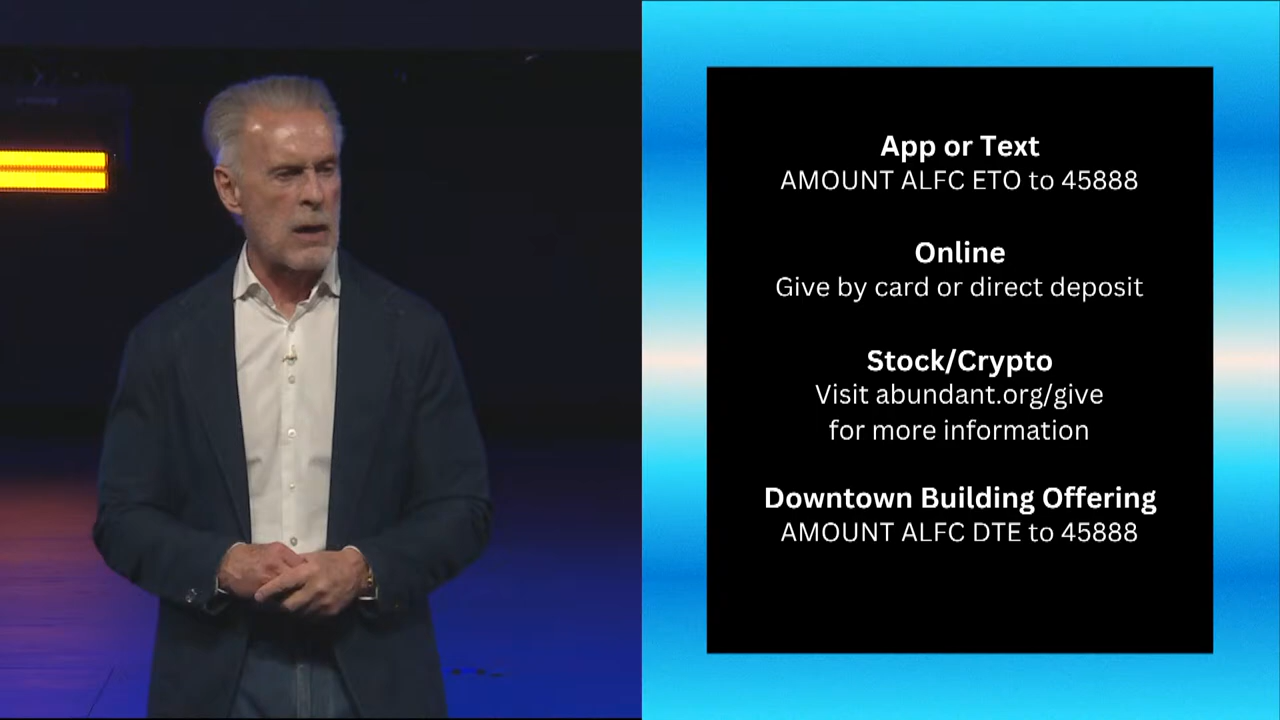 App or Text
AMOUNT ALFC ETO to 45888
Online
Give by card or direct deposit
Stock/Crypto
Visit abundant.org/give
for more information
Downtown Building Offering
AMOUNT ALFC DTE to 45888